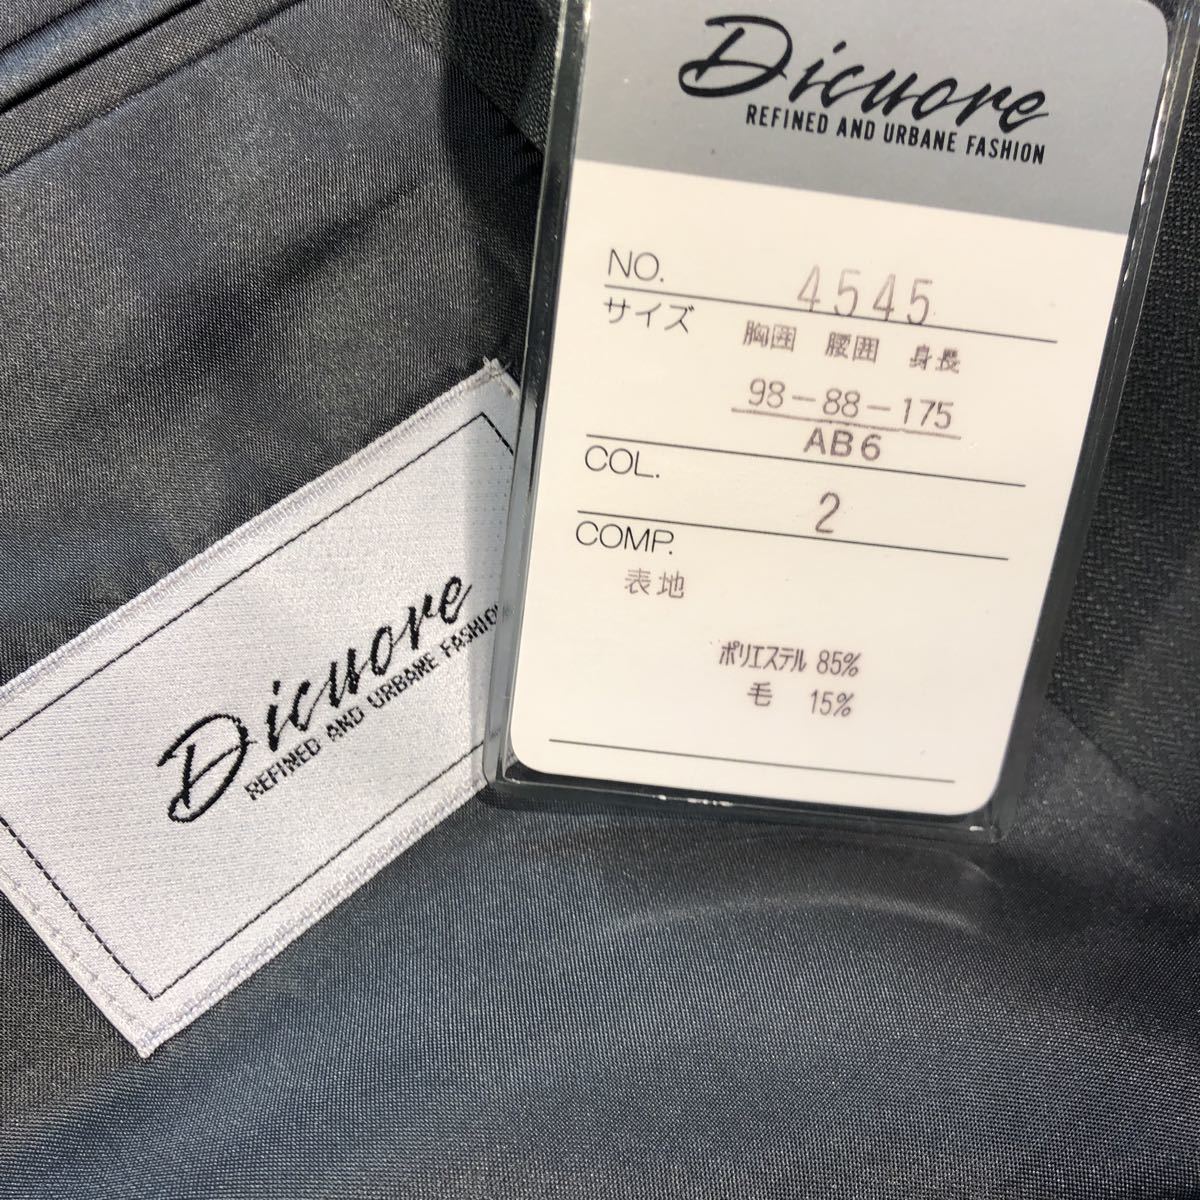 Dicuore
REFINED AND URBANE FASHION
NO. 4545
サイズ 胸囲 腰囲 身長
98-88-175
AB6
COL. 2
COMP.
表地
ポリエステル 85%
毛 15%
Dicuore
REFINED AND URBANE FASHION